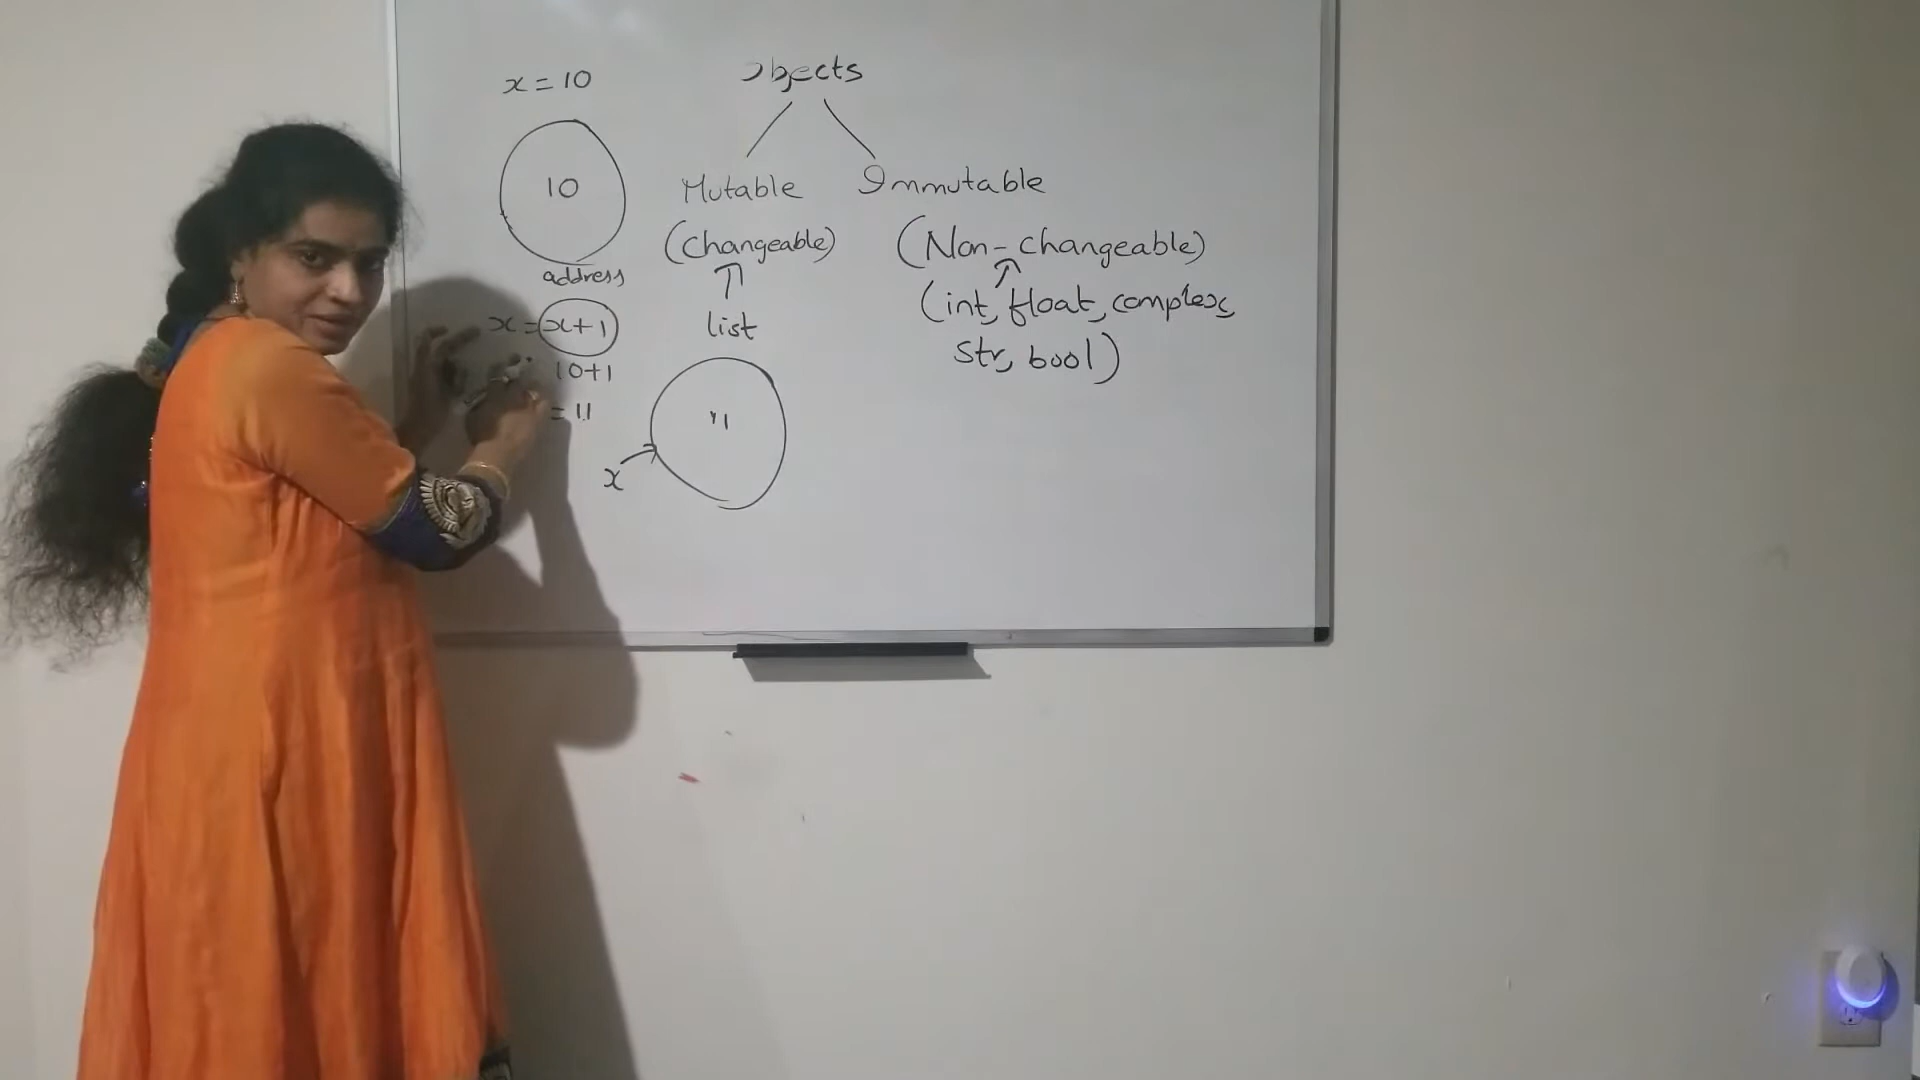 x = 10
10
address
x = x+1
10+1
= 11
Objects
Mutable
Immutable
(Changeable)
(Non-changeable)
list
(int, float, complex,
str, bool)
11
x